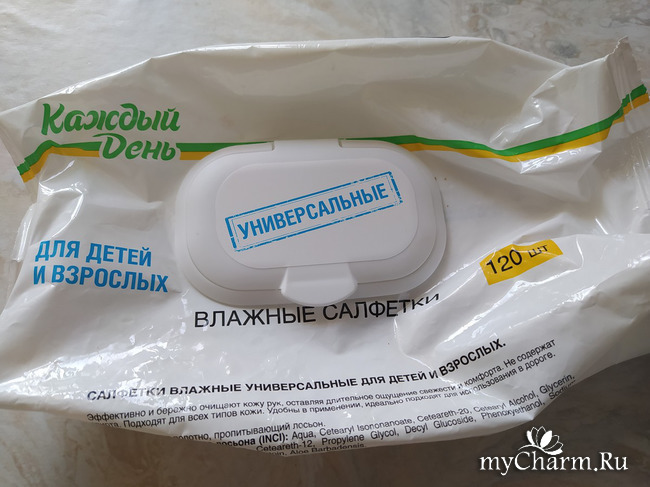 Каждый
День
УНИВЕРСАЛЬНЫЕ
ДЛЯ ДЕТЕЙ
И ВЗРОСЛЫХ
120 шт
ВЛАЖНЫЕ САЛФЕТКИ
САЛФЕТКИ ВЛАЖНЫЕ УНИВЕРСАЛЬНЫЕ ДЛЯ ДЕТЕЙ И ВЗРОСЛЫХ.
Эффективно и бережно очищают кожу рук, оставляя длительное ощущение свежести и комфорта. Не содержат
Подходят для всех типов кожи. Удобны в применении, идеально подходят для использования в дороге.
пропитывающий лосьон.
(INCI): Aqua, Cetearyl Isononanoate, Ceteareth-20, Cetearyl Alcohol, Glycerin,
Ceteareth-12, Propylene Glycol, Decyl Glucoside, Phenoxyethanol,
Aloe Barbadensis
myCharm.Ru